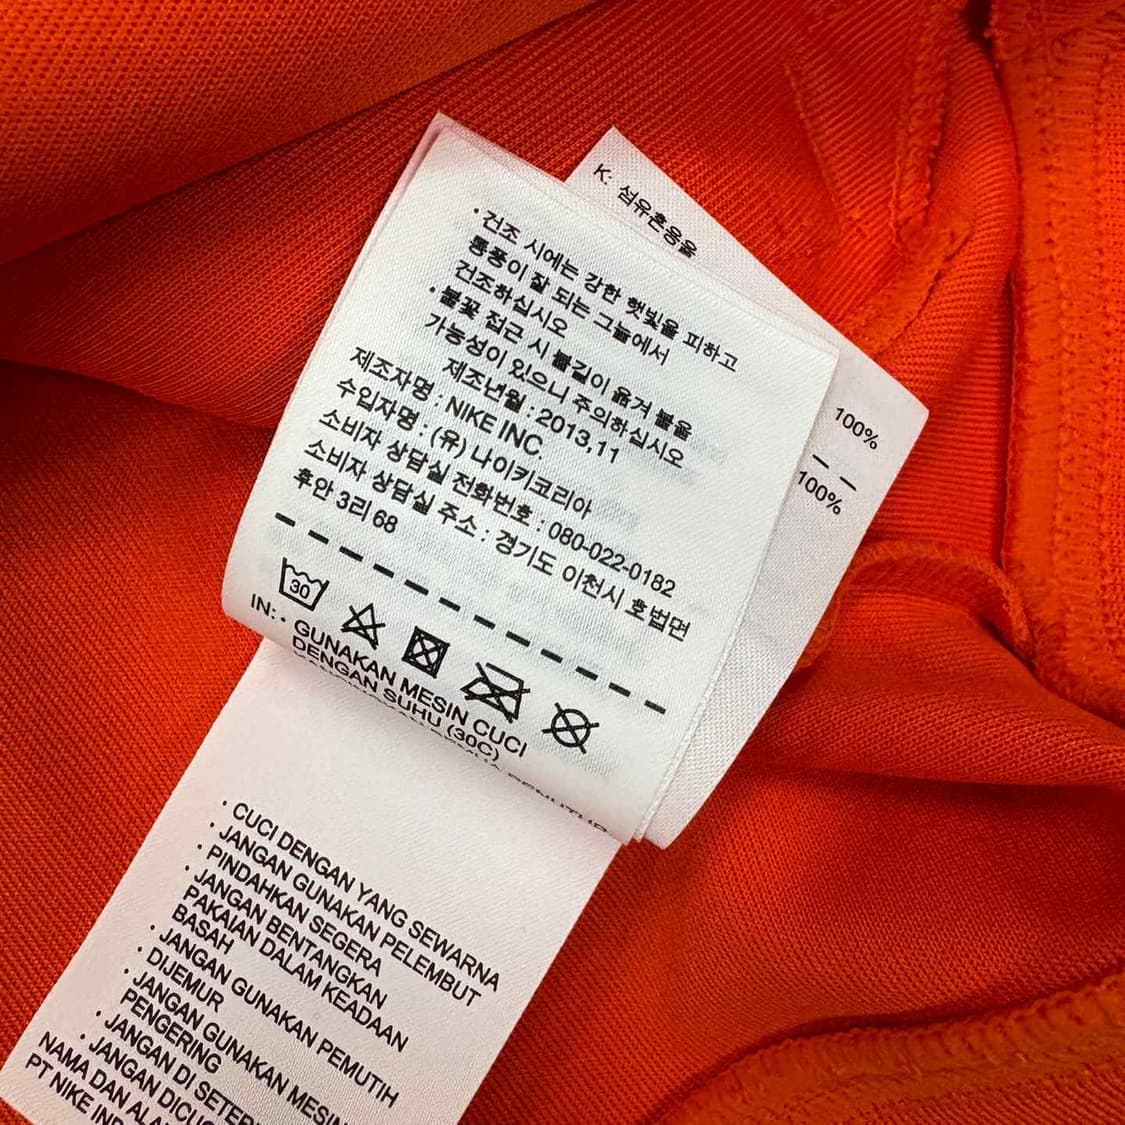 K: 섬유혼용율
100%
100%
· 건조 시에는 강한 햇빛을 피하고
통풍이 잘 되는 그늘에서
건조하십시오
· 불꽃 접근 시 불길이 옮겨 붙을
가능성이 있으니 주의하십시오
제조년월 : 2013,11
제조자명 : NIKE INC.
수입자명 : (유) 나이키코리아
소비자 상담실 전화번호 : 080-022-0182
소비자 상담실 주소 : 경기도 이천시 호법면
후안 3리 68
30
IN: · GUNAKAN MESIN CUCI
DENGAN SUHU (30C)
· CUCI DENGAN YANG SEWARNA
· JANGAN GUNAKAN PELEMBUT
· PINDAHKAN SEGERA
· JANGAN BENTANGKAN
PAKAIAN DALAM KEADAAN
BASAH
· JANGAN GUNAKAN PEMUTIH
· DIJEMUR
· JANGAN GUNAKAN MESIN
PENGERING
· JANGAN DI
· JANGAN
NAMA DAN
PT NIKE